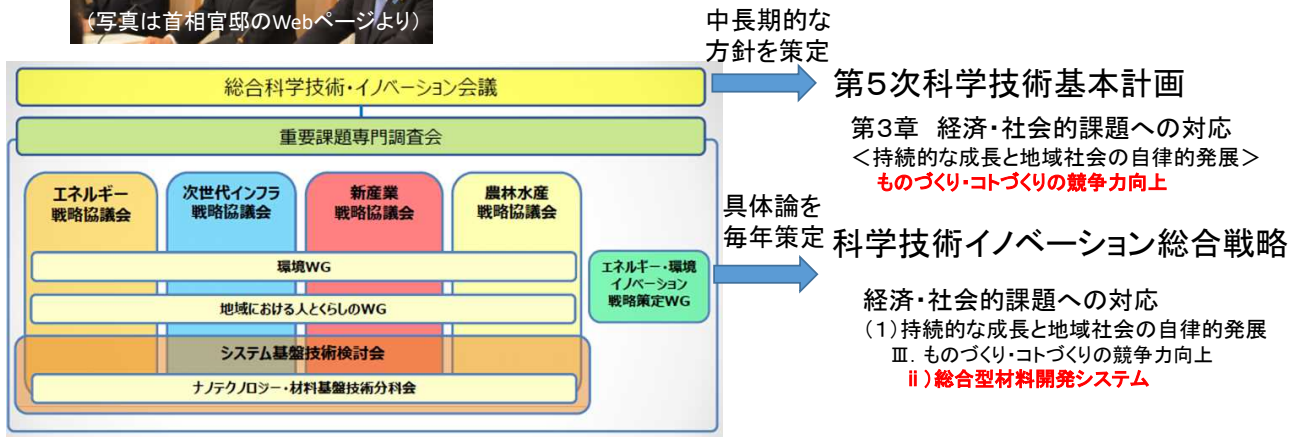 (写真は首相官邸のWebページより)
総合科学技術・イノベーション会議
重要課題専門調査会
エネルギー
戦略協議会
次世代インフラ
戦略協議会
新産業
戦略協議会
農林水産
戦略協議会
環境WG
地域における人とくらしのWG
システム基盤技術検討会
ナノテクノロジー・材料基盤技術分科会
エネルギー・環境
イノベーション
戦略策定WG
中長期的な
方針を策定
第5次科学技術基本計画
第3章 経済・社会的課題への対応
<持続的な成長と地域社会の自律的発展>
ものづくり・コトづくりの競争力向上
具体論を
毎年策定
科学技術イノベーション総合戦略
経済・社会的課題への対応
(1)持続的な成長と地域社会の自律的発展
Ⅲ. ものづくり・コトづくりの競争力向上
ⅱ)総合型材料開発システム